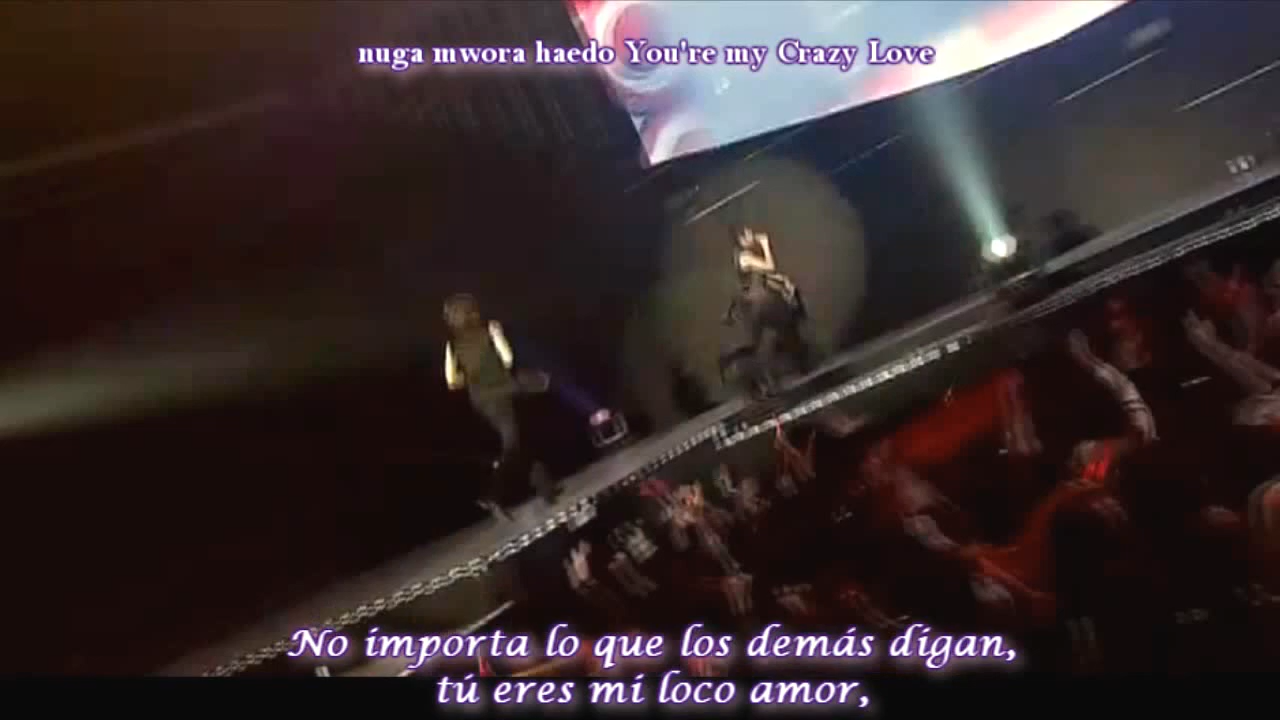 nuga mwora haedo You're my Crazy Love
No importa lo que los demás digan,
tú eres mi loco amor,